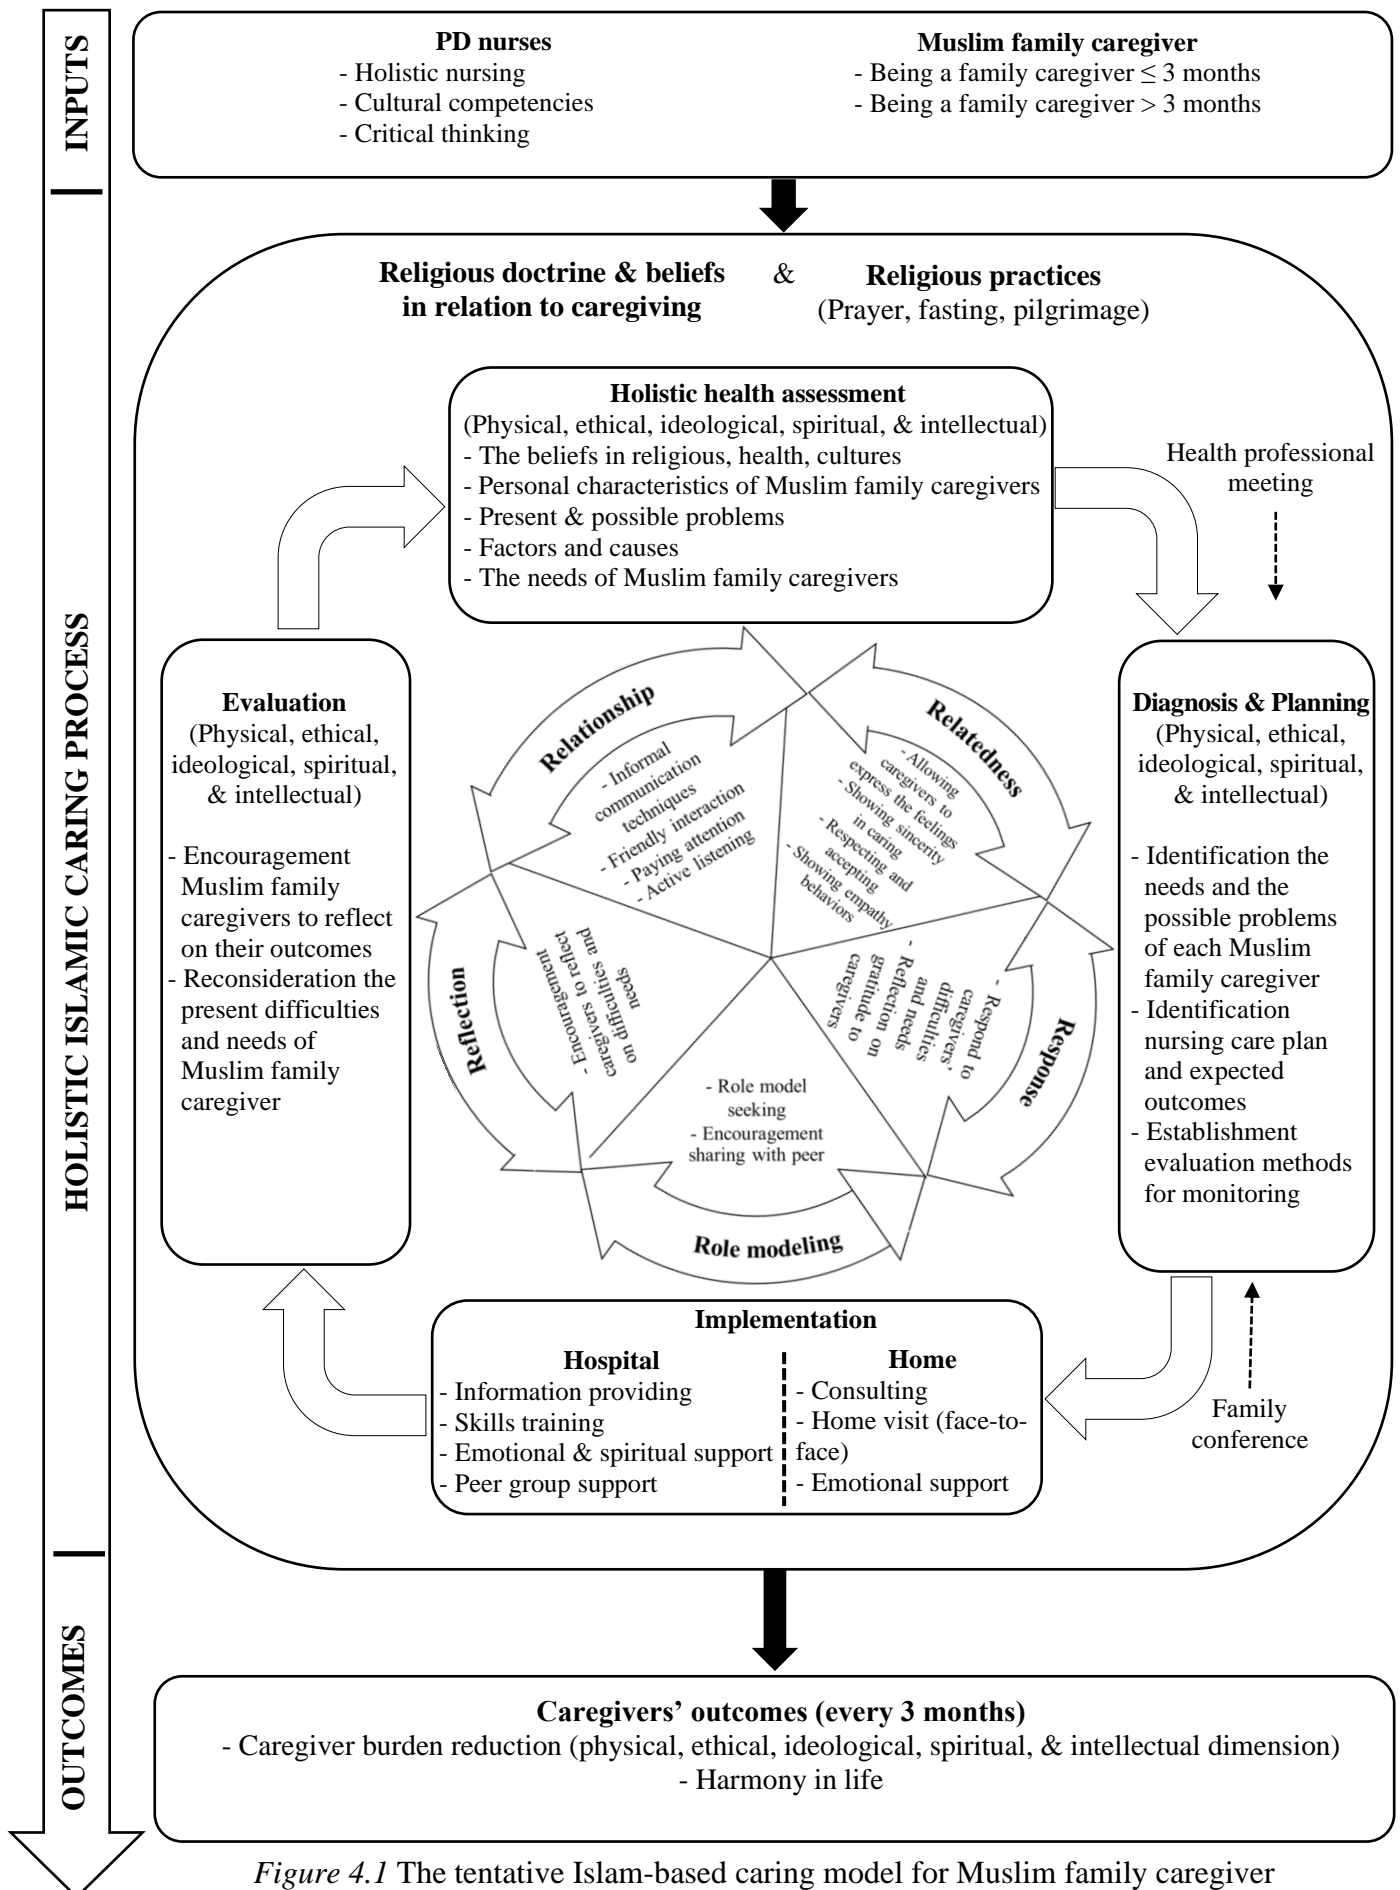 INPUTS
PD nurses
- Holistic nursing
- Cultural competencies
- Critical thinking
Muslim family caregiver
- Being a family caregiver ≤ 3 months
- Being a family caregiver > 3 months
HOLISTIC ISLAMIC CARING PROCESS
Religious doctrine & beliefs
in relation to caregiving
&
Religious practices
(Prayer, fasting, pilgrimage)
Holistic health assessment
(Physical, ethical, ideological, spiritual, & intellectual)
- The beliefs in religious, health, cultures
- Personal characteristics of Muslim family caregivers
- Present & possible problems
- Factors and causes
- The needs of Muslim family caregivers
Health professional
meeting
Evaluation
(Physical, ethical,
ideological, spiritual,
& intellectual)
- Encouragement
Muslim family
caregivers to reflect
on their outcomes
- Reconsideration the
present difficulties
and needs of
Muslim family
caregiver
Relationship
- Informal
communication
techniques
- Friendly interaction
- Paying attention
- Active listening
Relatedness
- Allowing
caregivers to
express the feelings
- Showing sincerity
in caring
- Respecting and
accepting
- Showing empathy
behaviors
Response
- Respond to
caregivers'
difficulties
and needs
- Reflection on
gratitude to
caregivers
Role modeling
- Role model
seeking
- Encouragement
sharing with peer
Reflection
- Encouragement
caregivers to reflect
on difficulties and
needs
Diagnosis & Planning
(Physical, ethical,
ideological, spiritual,
& intellectual)
- Identification the
needs and the
possible problems
of each Muslim
family caregiver
- Identification
nursing care plan
and expected
outcomes
- Establishment
evaluation methods
for monitoring
Implementation
Hospital
- Information providing
- Skills training
- Emotional & spiritual support
- Peer group support
Home
- Consulting
- Home visit (face-to-
face)
- Emotional support
Family
conference
OUTCOMES
Caregivers’ outcomes (every 3 months)
- Caregiver burden reduction (physical, ethical, ideological, spiritual, & intellectual dimension)
- Harmony in life
Figure 4.1 The tentative Islam-based caring model for Muslim family caregiver